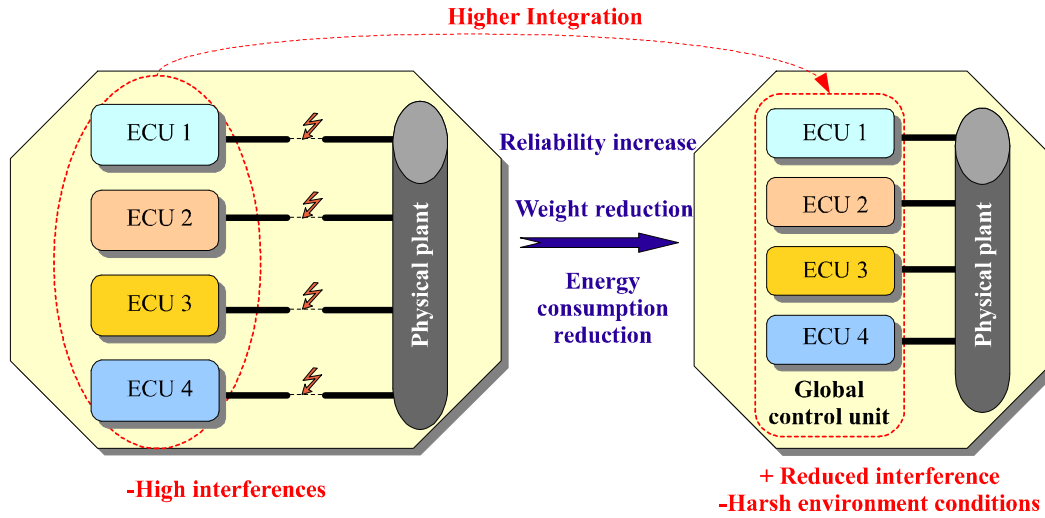 Higher Integration
ECU 1
ECU 2
ECU 3
ECU 4
Physical plant
-High interferences
Reliability increase
Weight reduction
Energy
consumption
reduction
ECU 1
ECU 2
ECU 3
ECU 4
Global
control unit
Physical plant
+ Reduced interference
-Harsh environment conditions